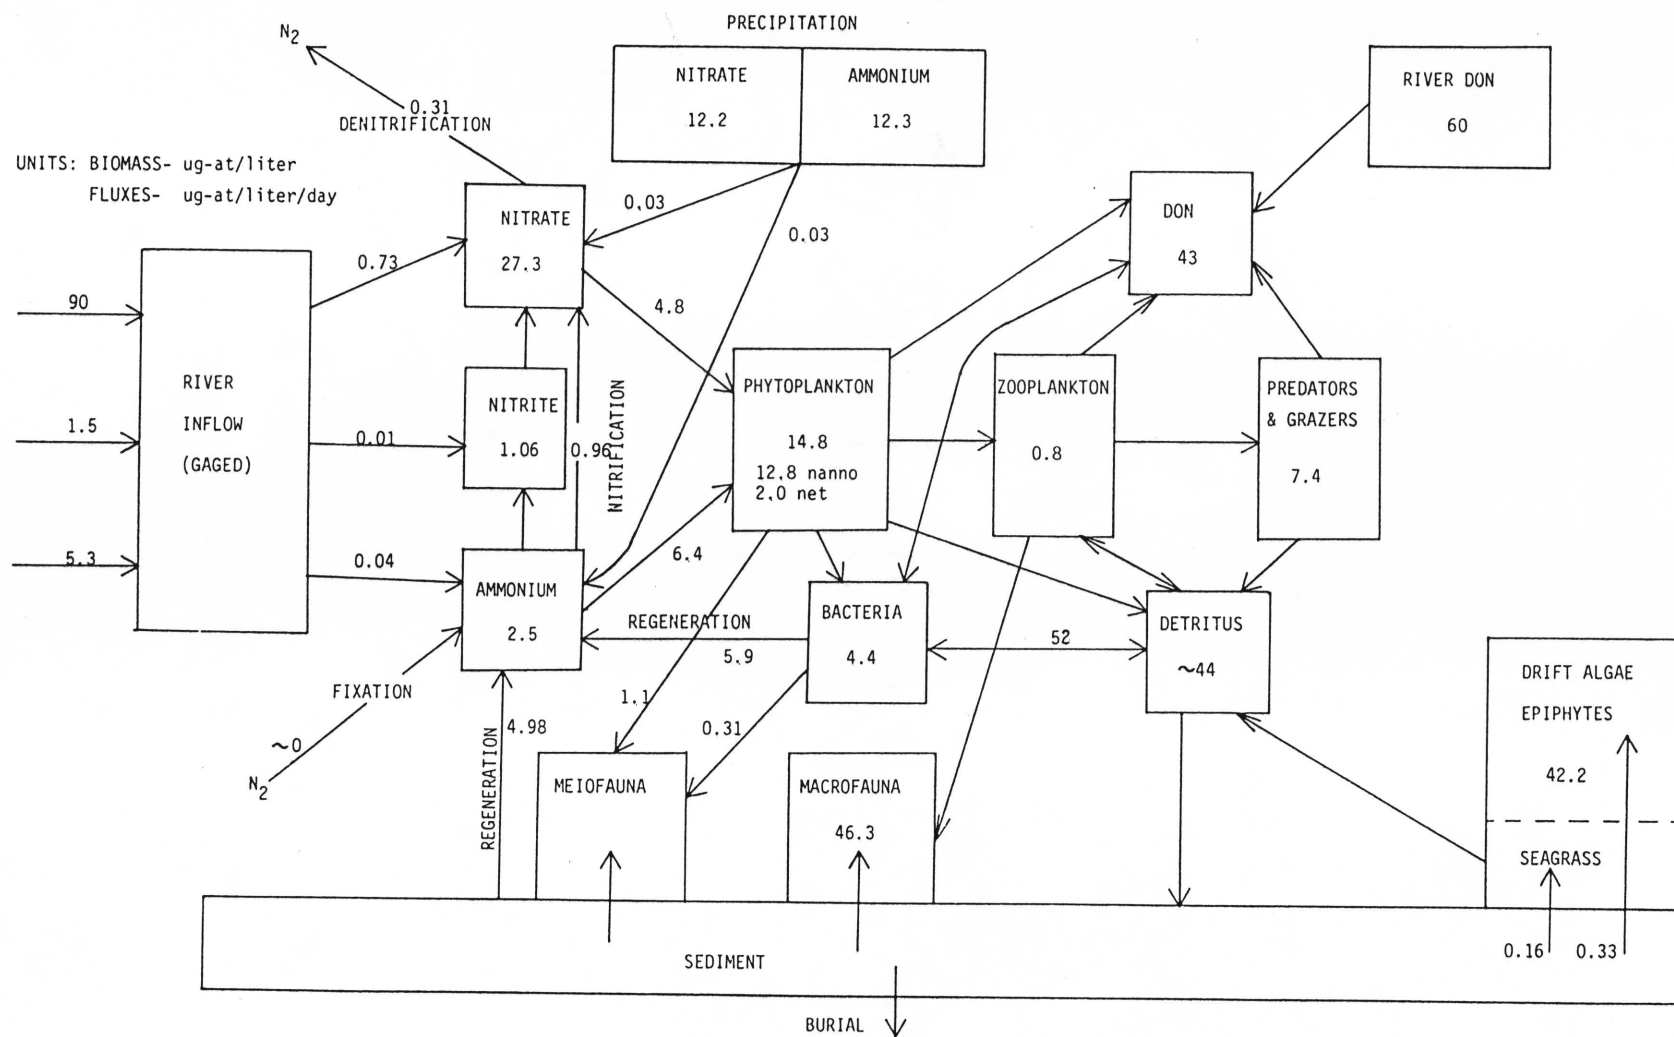 PRECIPITATION
N2
NITRATE
AMMONIUM
12.2
12.3
RIVER DON
60
0.31
DENITRIFICATION
UNITS: BIOMASS- ug-at/liter
FLUXES- ug-at/liter/day
NITRATE
27.3
0.03
0.03
DON
43
0.73
90
4.8
RIVER
INFLOW
(GAGED)
1.5
0.01
NITRITE
1.06
0.96
NITRIFICATION
PHYTOPLANKTON
14.8
12.8 nanno
2.0 net
ZOOPLANKTON
0.8
PREDATORS
& GRAZERS
7.4
5.3
0.04
AMMONIUM
2.5
6.4
REGENERATION
5.9
BACTERIA
4.4
52
DETRITUS
~44
FIXATION
~0
N2
REGENERATION
4.98
1.1
0.31
MEIOFAUNA
MACROFAUNA
46.3
DRIFT ALGAE
EPIPHYTES
42.2
SEAGRASS
0.16
0.33
SEDIMENT
BURIAL